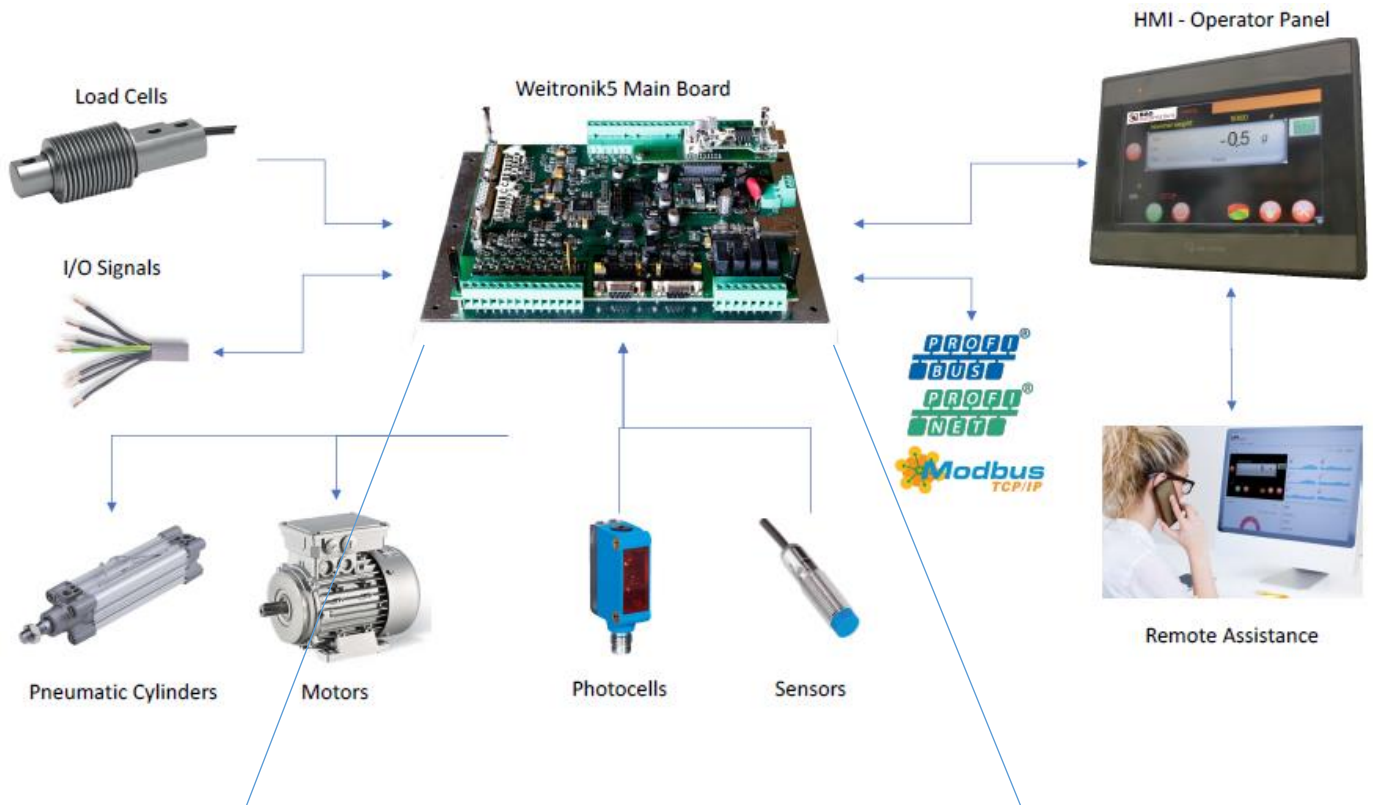 HMI - Operator Panel
Load Cells
Weitronik5 Main Board
-0,5 g
I/O Signals
PROFI®
BUS
PROFI®
NET
Modbus
TCP/IP
Remote Assistance
Pneumatic Cylinders
Motors
Photocells
Sensors